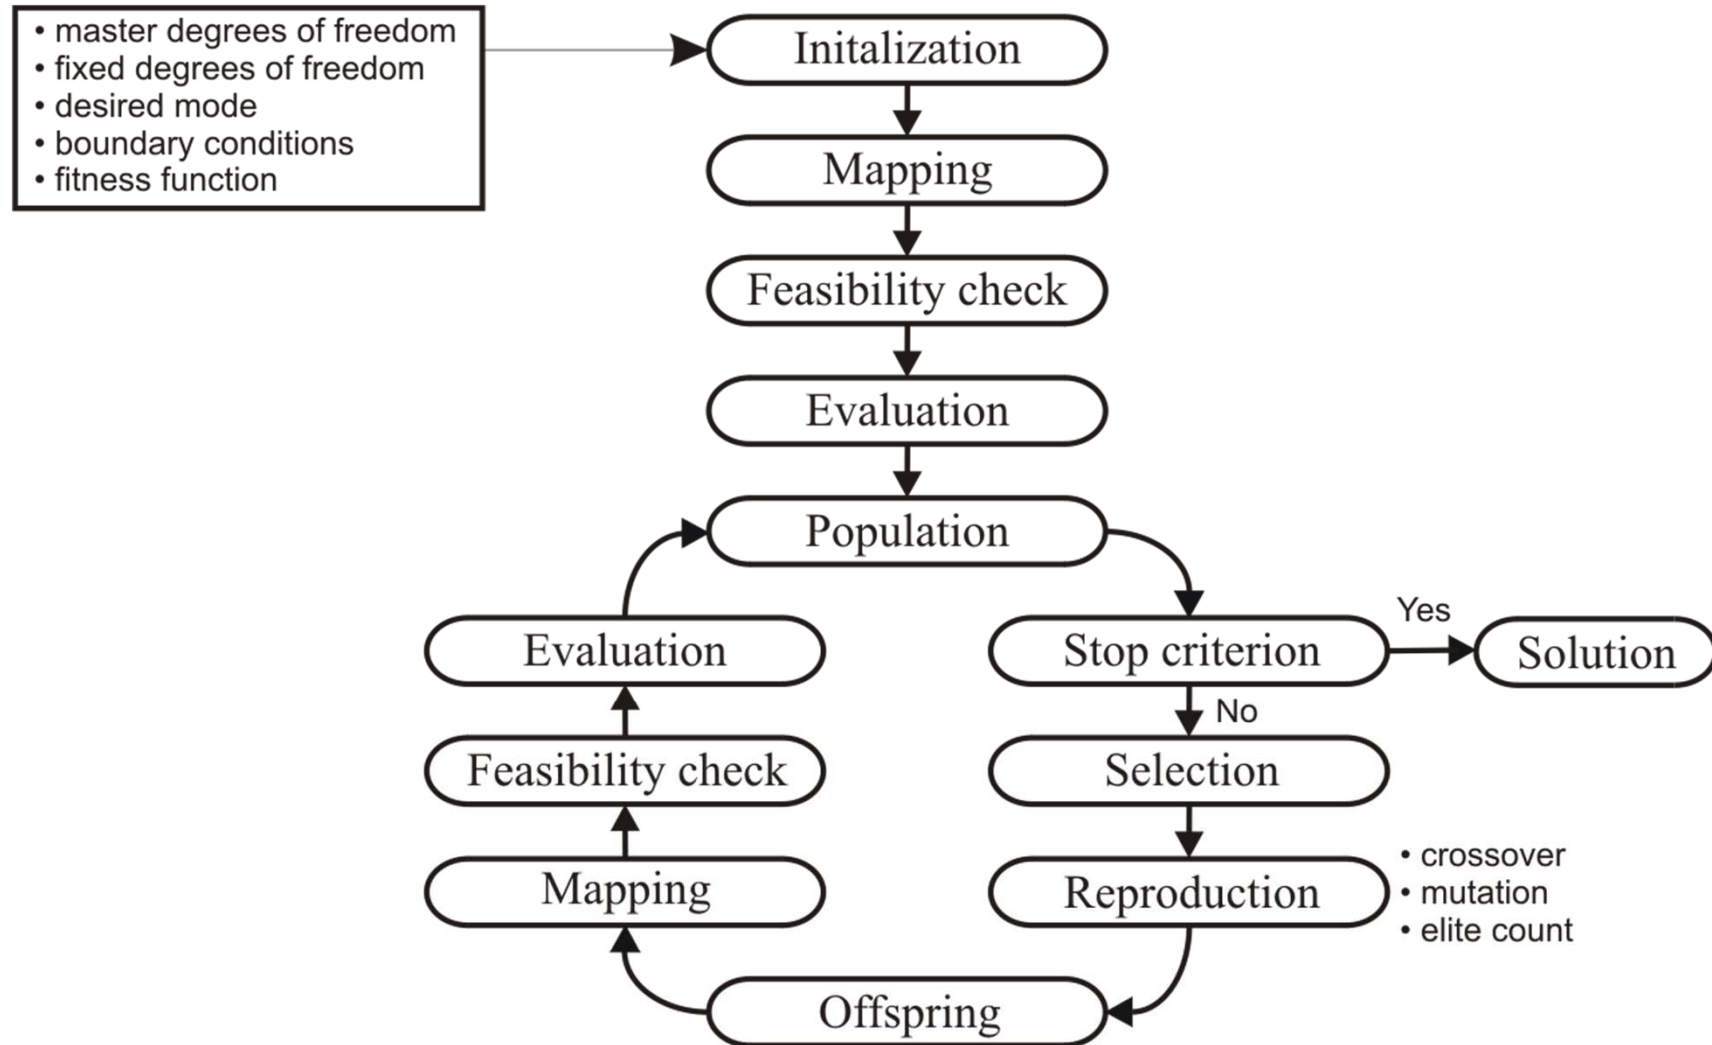 • master degrees of freedom
• fixed degrees of freedom
• desired mode
• boundary conditions
• fitness function
Initalization
Mapping
Feasibility check
Evaluation
Population
Evaluation
Stop criterion
Yes
Solution
No
Feasibility check
Selection
Mapping
Reproduction
• crossover
• mutation
• elite count
Offspring